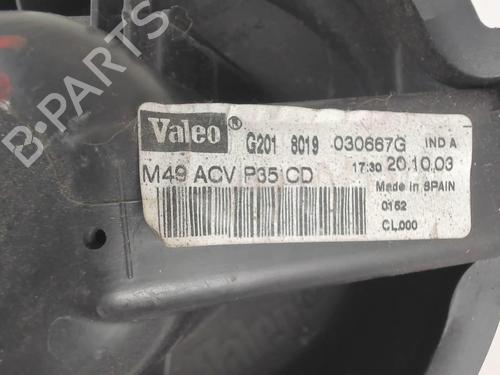 B-PARTS
Valeo® G201 8019 030667G IND A
M49 ACV P35 CD 17:30 20.10.03
Made in SPAIN
0152
CL000
Valeo